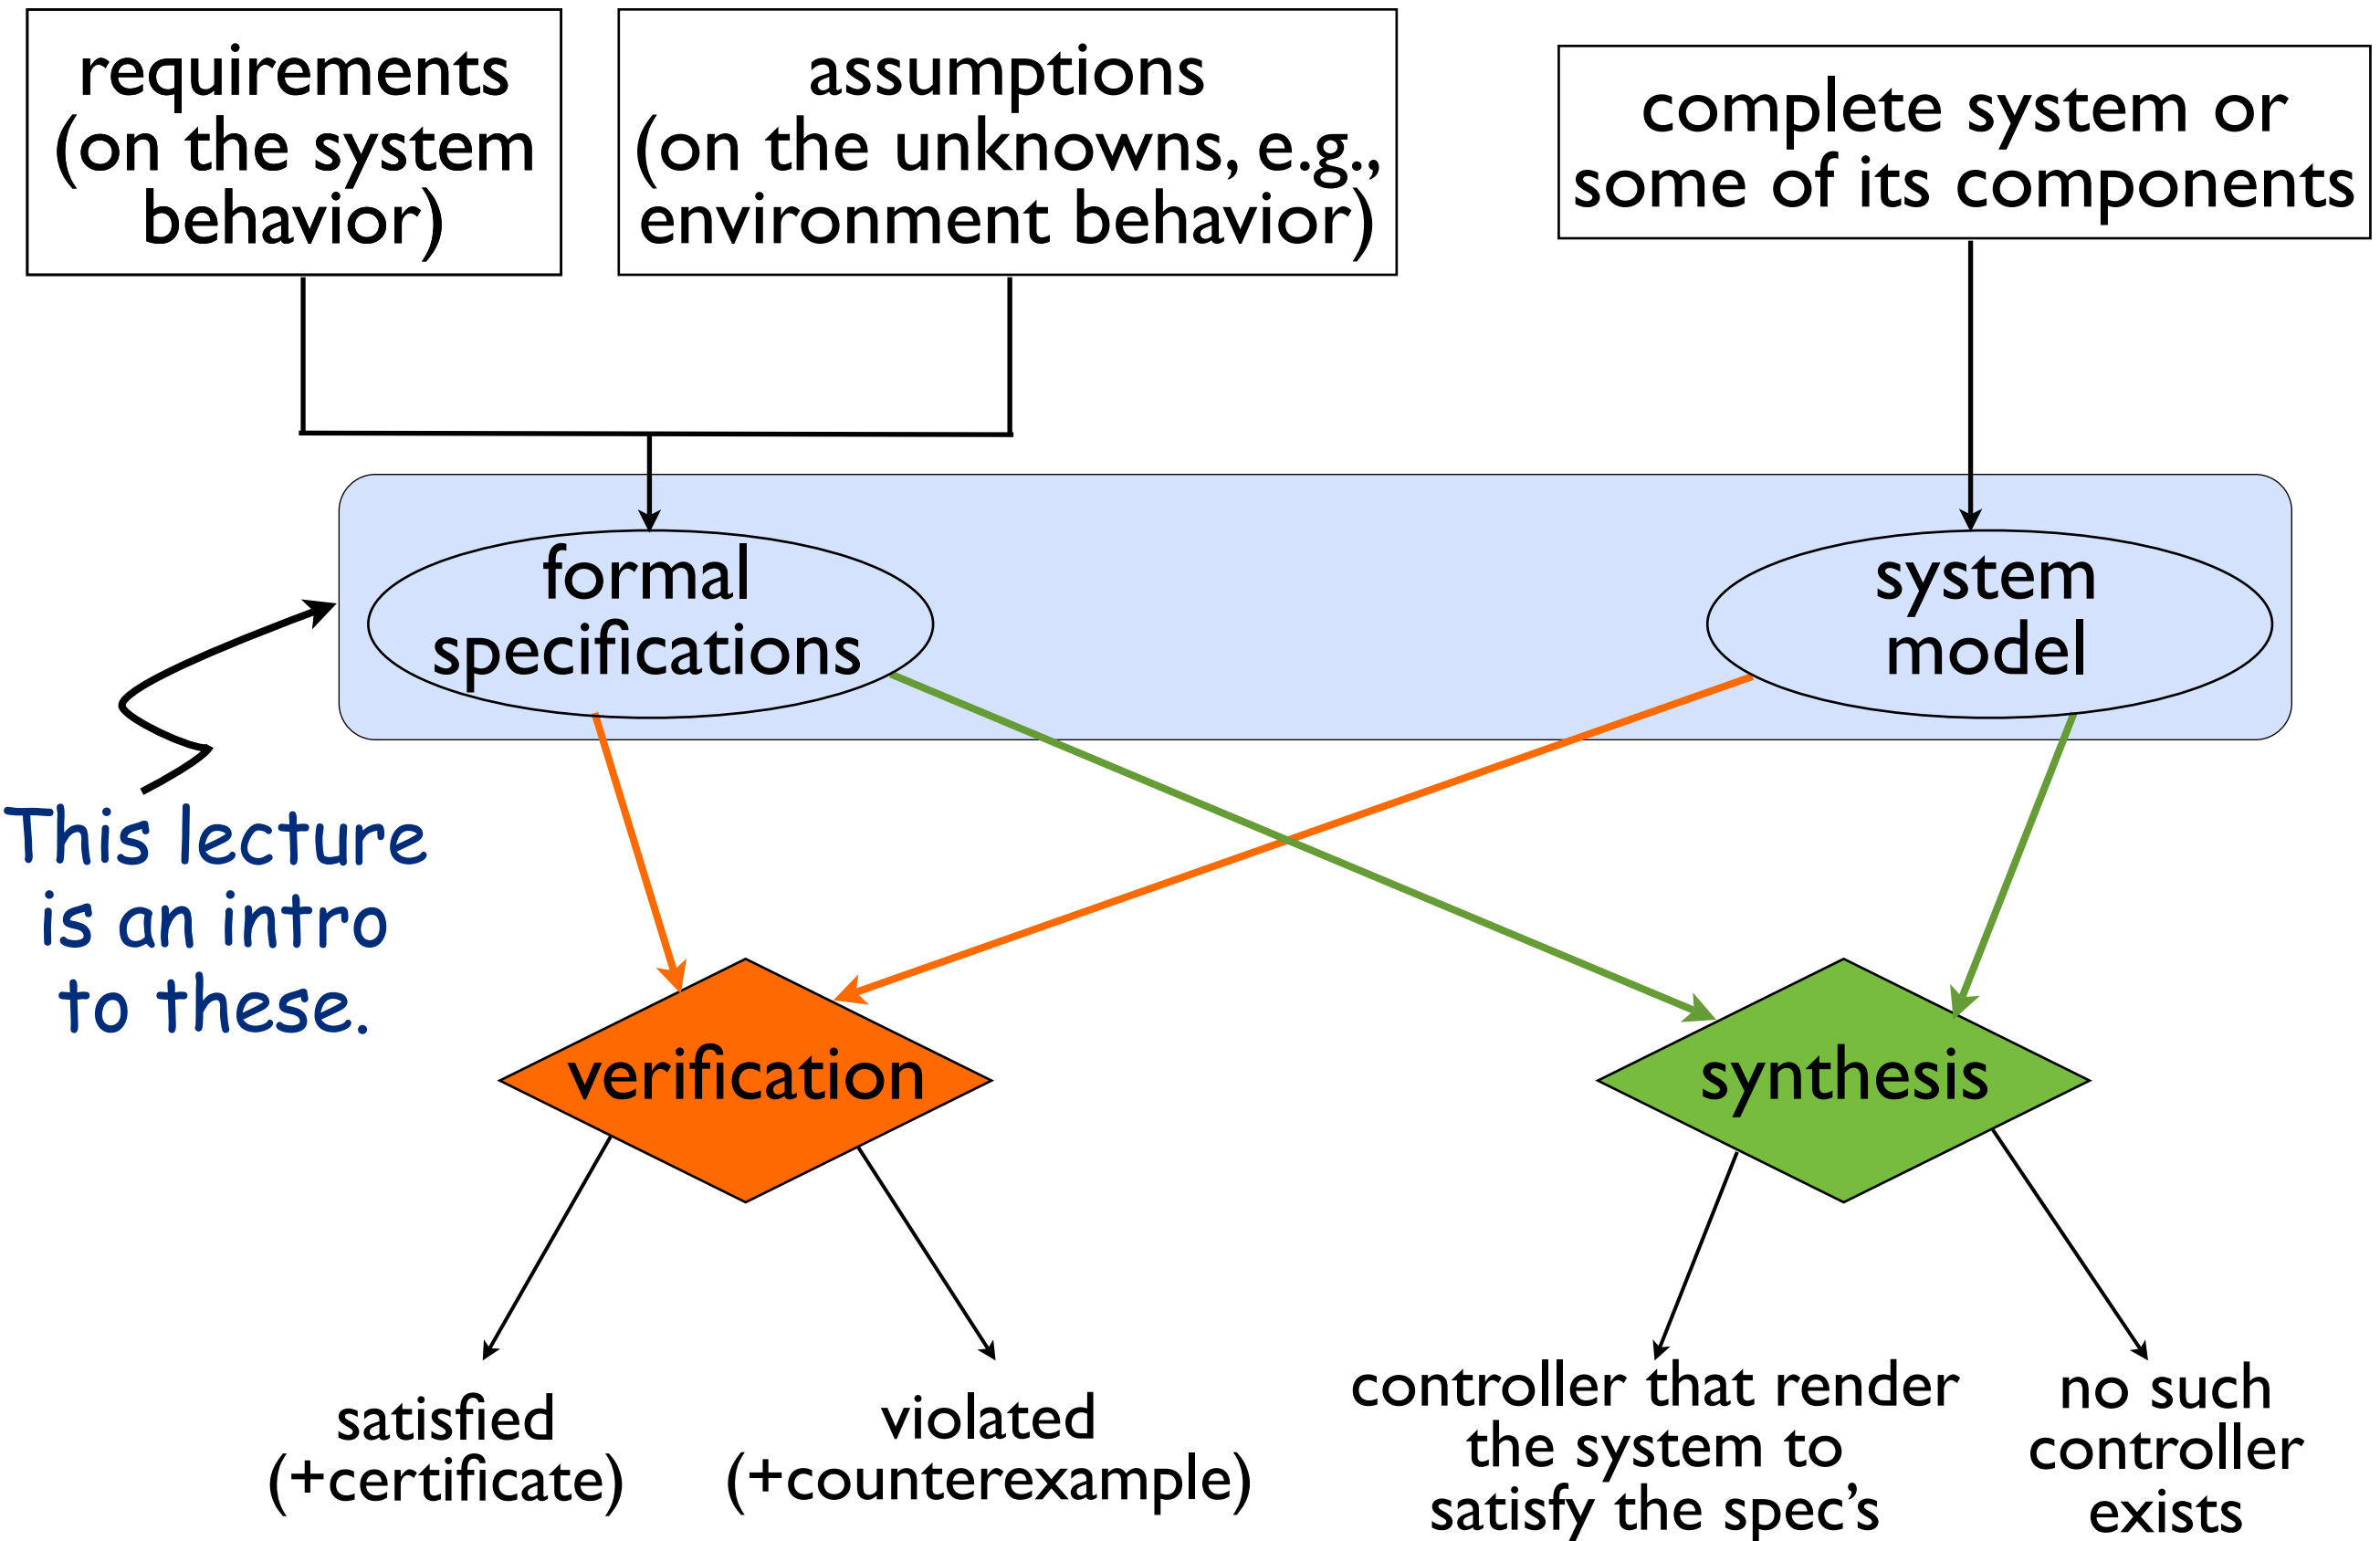 requirements
(on the system
behavior)
assumptions
(on the unknowns, e.g.,
environment behavior)
complete system or
some of its components
formal
specifications
system
model
This lecture
is an intro
to these.
verification
synthesis
satisfied
(+certificate)
violated
(+counterexample)
controller that render
the system to
satisfy the spec's
no such
controller
exists